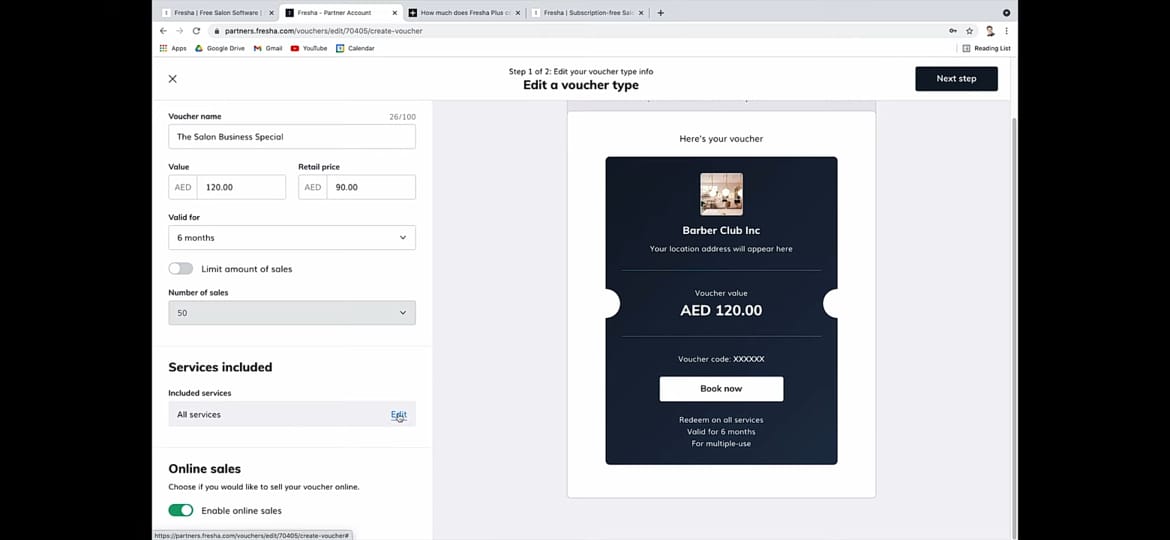 Fresha | Free Salon Software |
Fresha - Partner Account
How much does Fresha Plus c
Fresha | Subscription-free Sal
partners.fresha.com/vouchers/edit/70405/create-voucher
Apps Google Drive Gmail YouTube Calendar Reading List
Step 1 of 2: Edit your voucher type info
Edit a voucher type
Next step
Voucher name 26/100
The Salon Business Special
Value Retail price
AED 120.00 AED 90.00
Valid for
6 months
Limit amount of sales
Number of sales
50
Services included
Included services
All services Edit
Online sales
Choose if you would like to sell your voucher online.
Enable online sales
https://partners.fresha.com/vouchers/edit/70405/create-voucher#
Here's your voucher
Barber Club Inc
Your location address will appear here
Voucher value
AED 120.00
Voucher code: XXXXXX
Book now
Redeem on all services
Valid for 6 months
For multiple-use